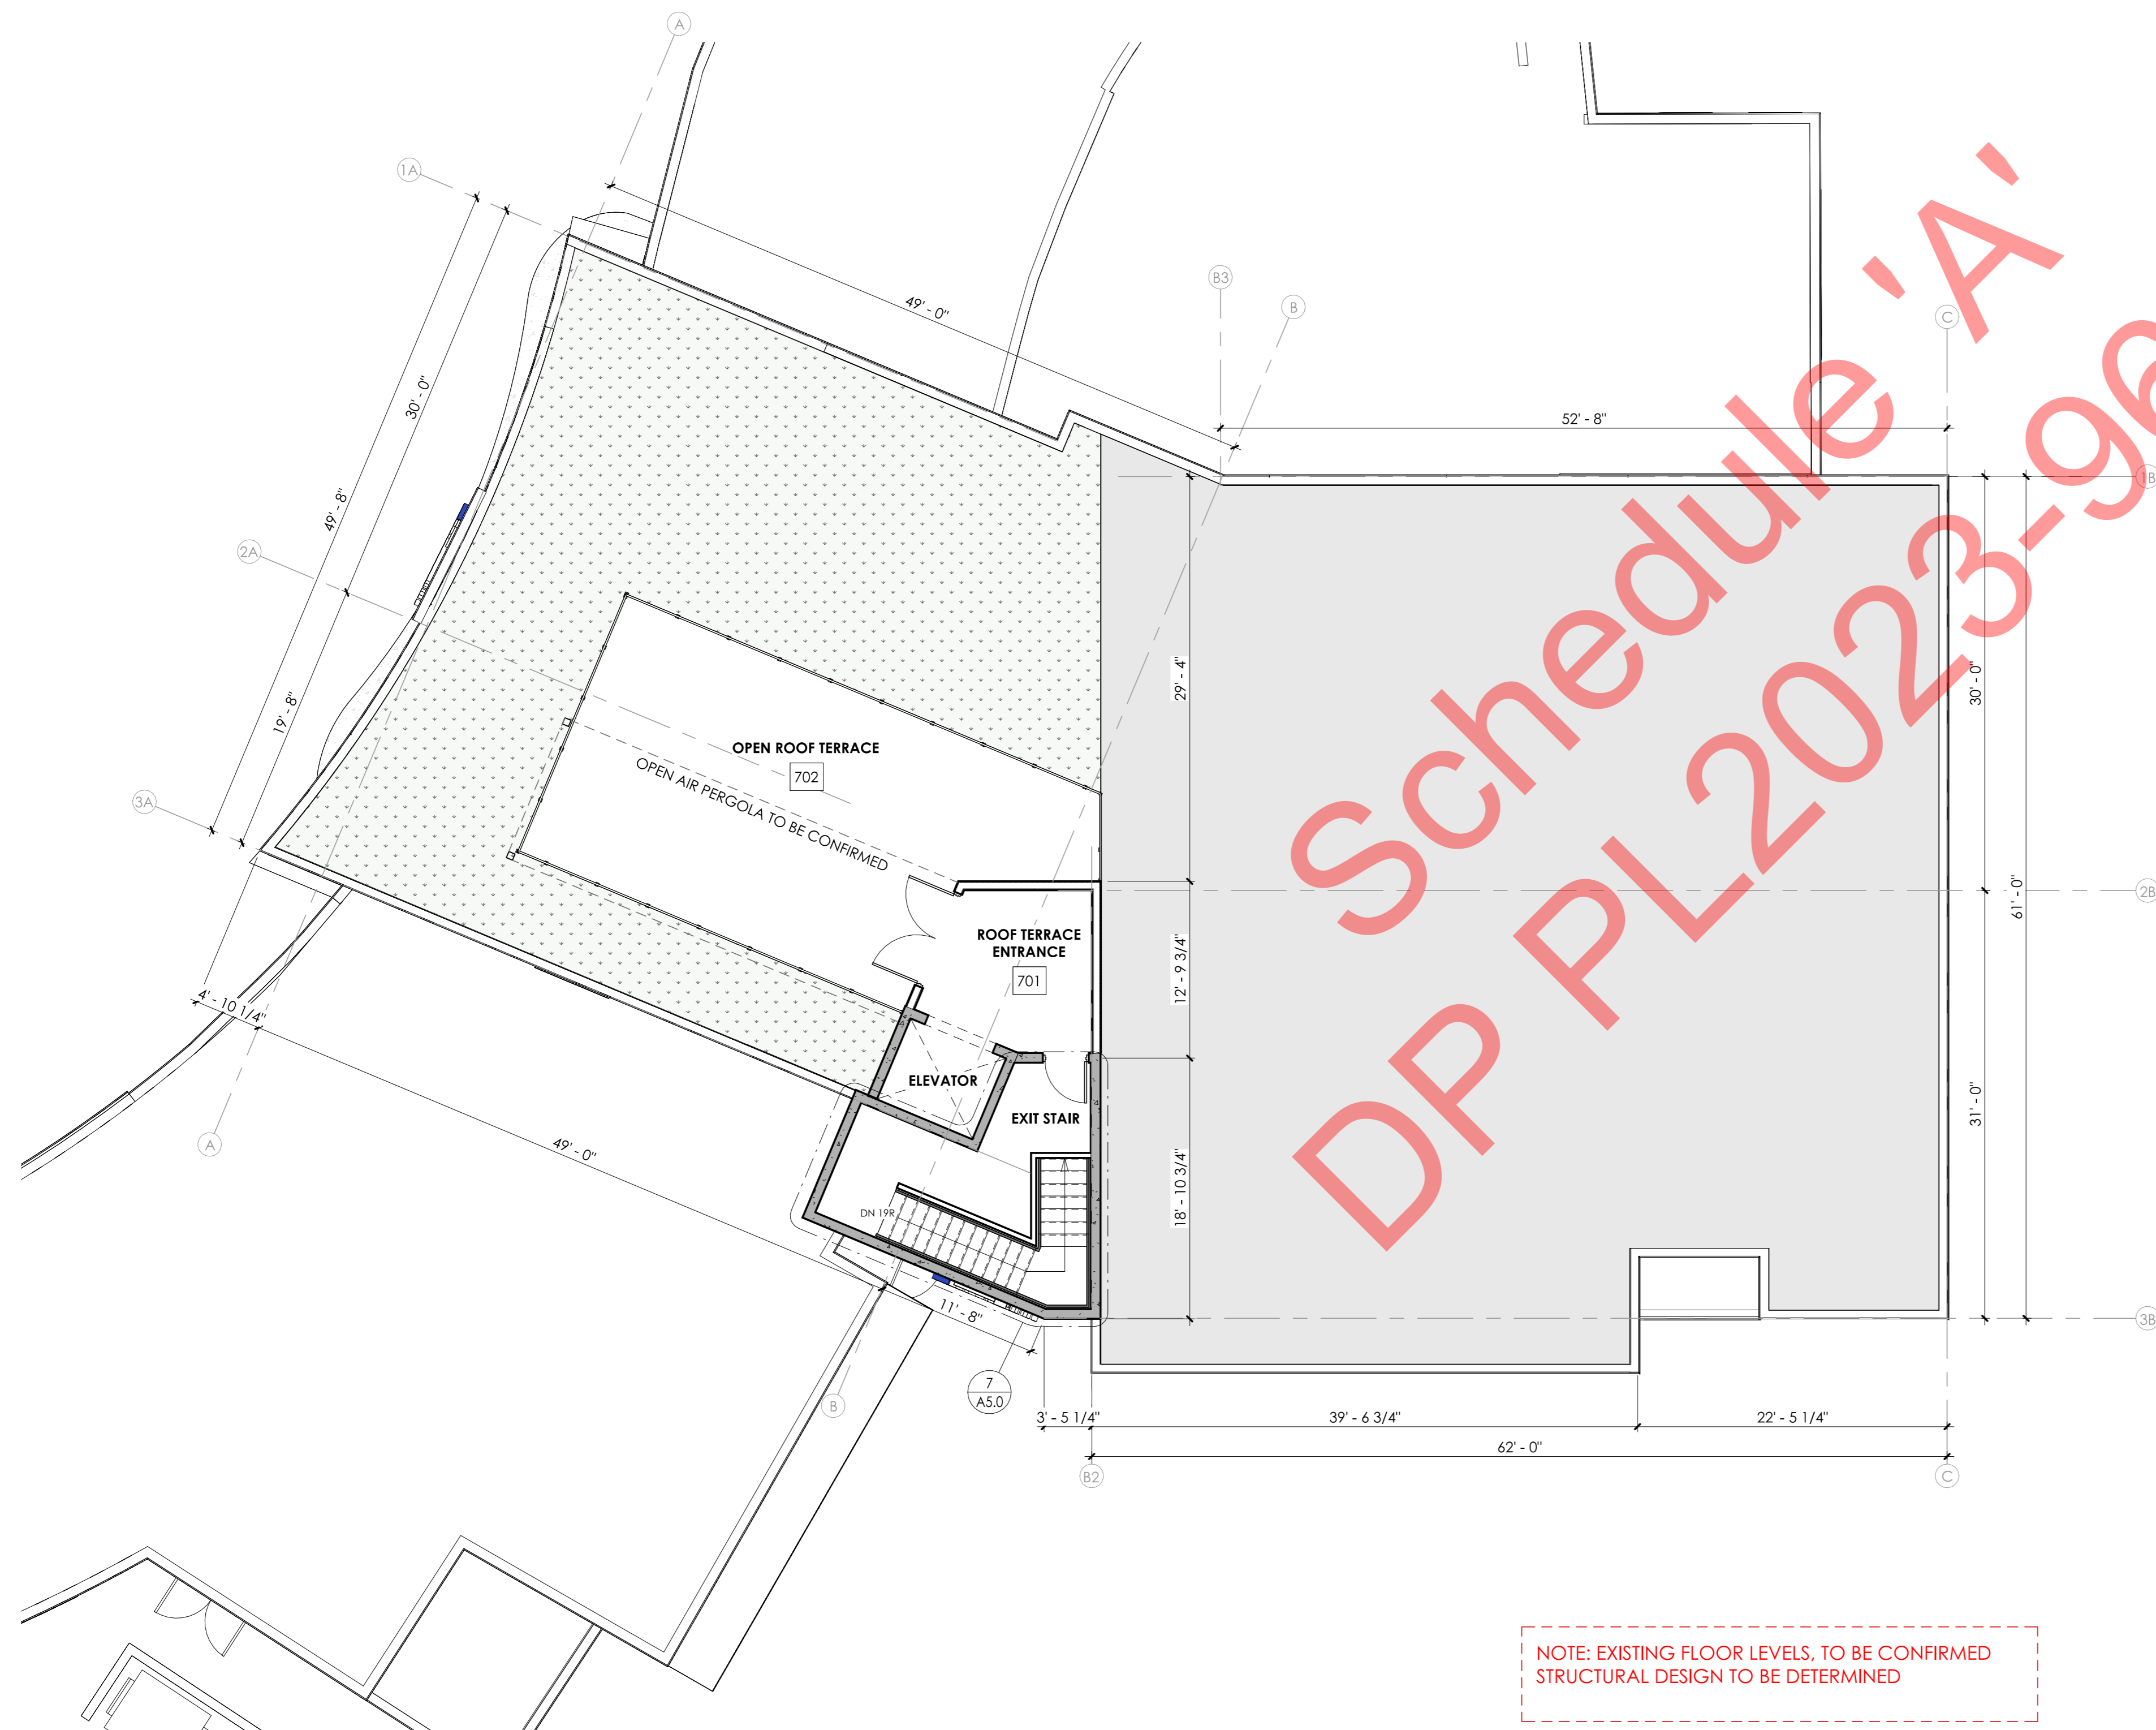 A
1A
B3
B
C
49' - 0"
30' - 0"
52' - 8"
49' - 8"
1B
2A
29' - 4"
30' - 0"
19' - 8"
OPEN ROOF TERRACE
702
OPEN AIR PERGOLA TO BE CONFIRMED
3A
61' - 0"
2B
ROOF TERRACE
ENTRANCE
701
12' - 9 3/4"
4' - 10 1/4"
ELEVATOR
EXIT STAIR
31' - 0"
A
49' - 0"
18' - 10 3/4"
DN 19R
11' - 8"
3B
7
A5.0
B
3' - 5 1/4"
39' - 6 3/4"
22' - 5 1/4"
62' - 0"
B2
C
Schedule 'A'
DP PL2023-96
NOTE: EXISTING FLOOR LEVELS, TO BE CONFIRMED
STRUCTURAL DESIGN TO BE DETERMINED